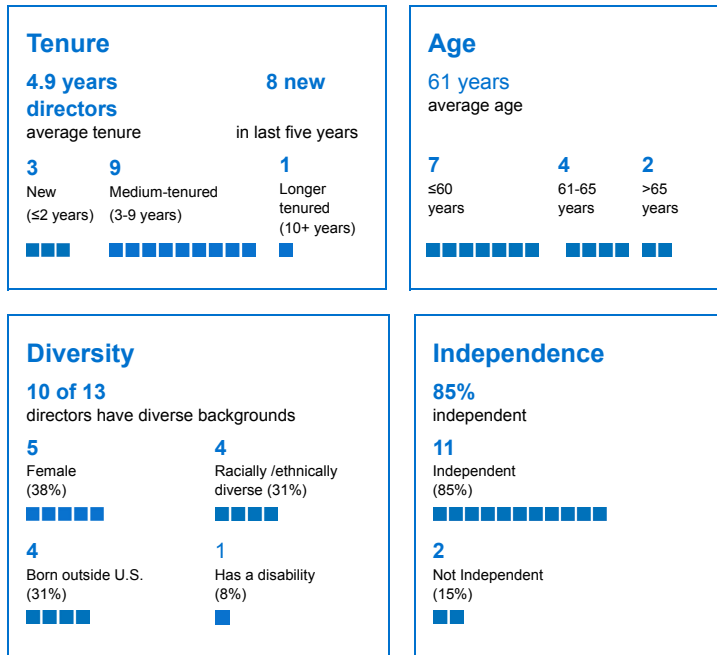 Tenure
4.9 years 8 new
directors
average tenure in last five years
3 9 1
New Medium-tenured Longer
(≤2 years) (3-9 years) tenured
(10+ years)
Age
61 years
average age
7 4 2
≤60 61-65 >65
years years years
Diversity
10 of 13
directors have diverse backgrounds
5 4
Female Racially /ethnically
(38%) diverse (31%)
4 1
Born outside U.S. Has a disability
(31%) (8%)
Independence
85%
independent
11
Independent
(85%)
2
Not Independent
(15%)